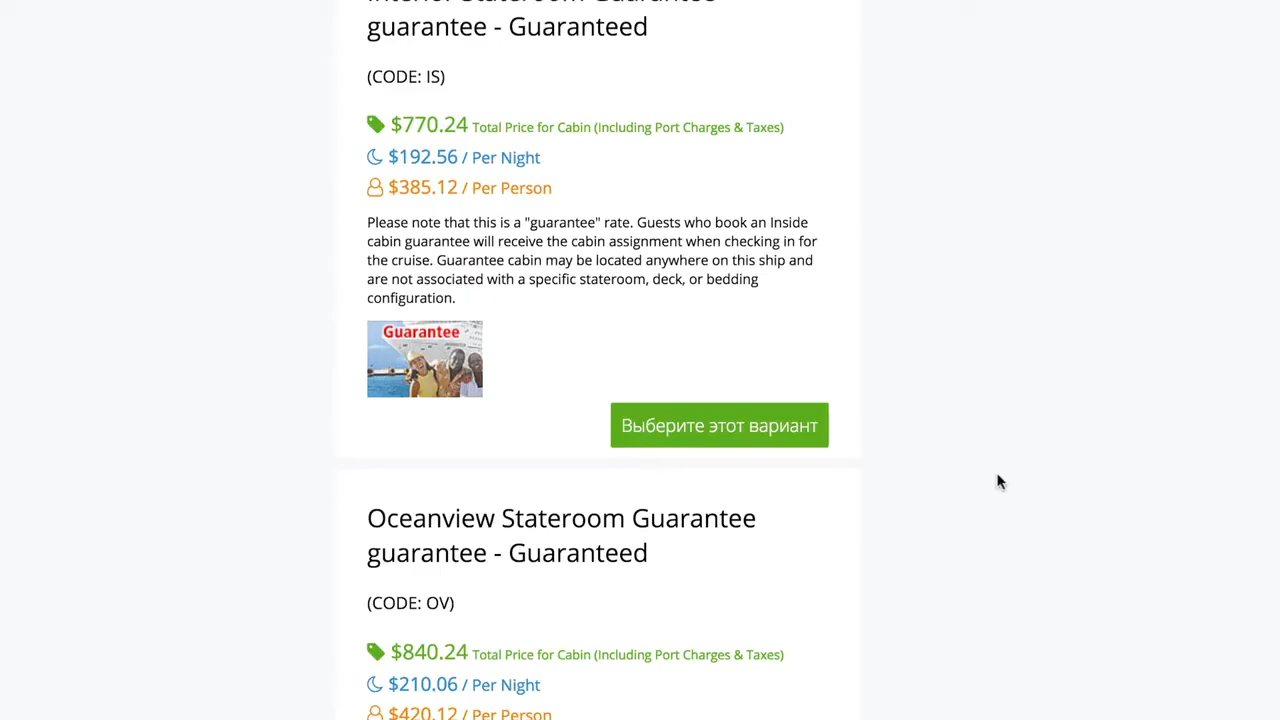 Interior Stateroom Guarantee
guarantee - Guaranteed
(CODE: IS)
$770.24 Total Price for Cabin (Including Port Charges & Taxes)
$192.56 / Per Night
$385.12 / Per Person
Please note that this is a "guarantee" rate. Guests who book an Inside
cabin guarantee will receive the cabin assignment when checking in for
the cruise. Guarantee cabin may be located anywhere on this ship and
are not associated with a specific stateroom, deck, or bedding
configuration.
Guarantee
Выберите этот вариант
Oceanview Stateroom Guarantee
guarantee - Guaranteed
(CODE: OV)
$840.24 Total Price for Cabin (Including Port Charges & Taxes)
$210.06 / Per Night
$420.12 / Per Person